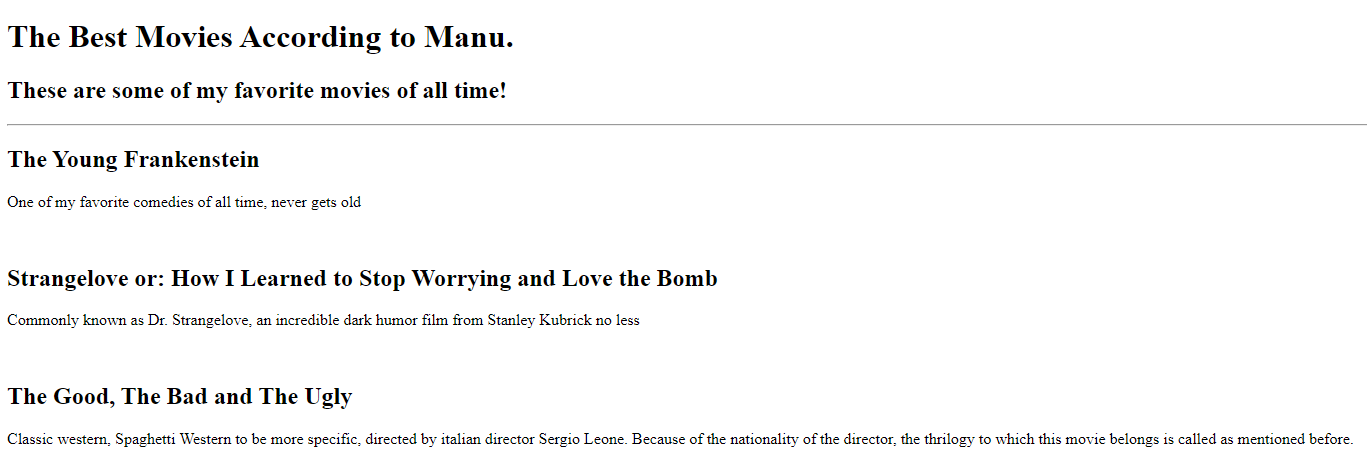 The Best Movies According to Manu.
These are some of my favorite movies of all time!
The Young Frankenstein
One of my favorite comedies of all time, never gets old
Strangelove or: How I Learned to Stop Worrying and Love the Bomb
Commonly known as Dr. Strangelove, an incredible dark humor film from Stanley Kubrick no less
The Good, The Bad and The Ugly
Classic western, Spaghetti Western to be more specific, directed by italian director Sergio Leone. Because of the nationality of the director, the thrilogy to which this movie belongs is called as mentioned before.